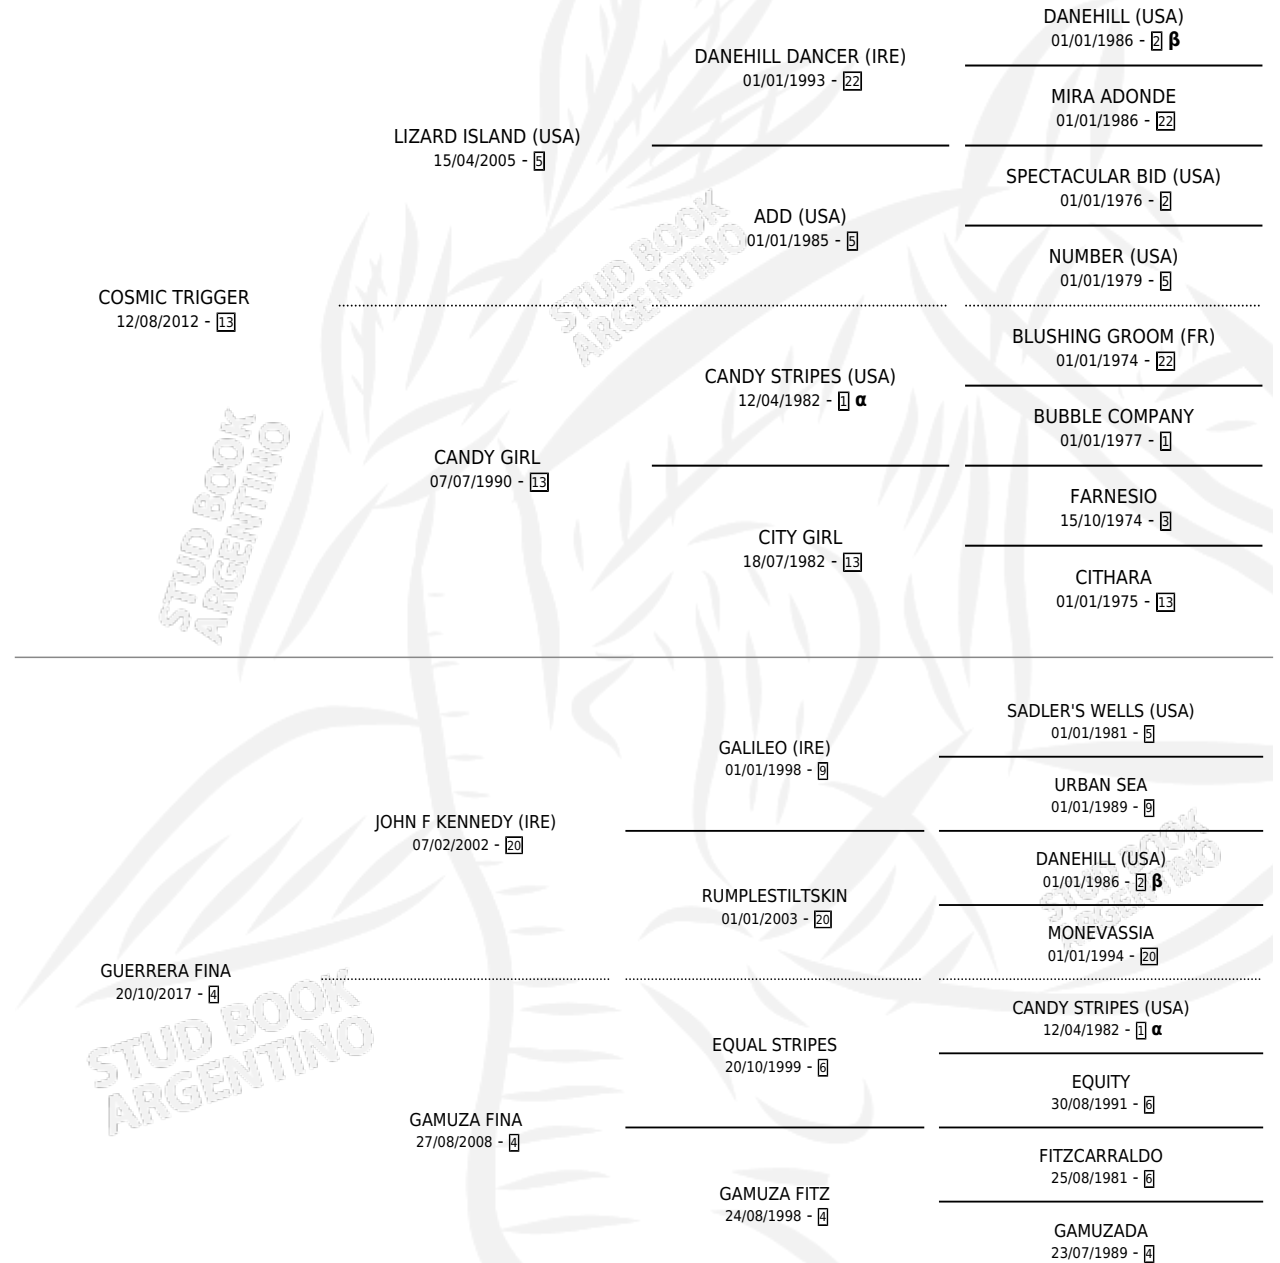 DANEHILL (USA)
01/01/1986 - 2 β
DANEHILL DANCER (IRE)
01/01/1993 - 22
MIRA ADONDE
01/01/1986 - 22
LIZARD ISLAND (USA)
15/04/2005 - 5
SPECTACULAR BID (USA)
01/01/1976 - 2
ADD (USA)
01/01/1985 - 5
NUMBER (USA)
01/01/1979 - 5
COSMIC TRIGGER
12/08/2012 - 13
BLUSHING GROOM (FR)
01/01/1974 - 22
CANDY STRIPES (USA)
12/04/1982 - 1 α
BUBBLE COMPANY
01/01/1977 - 1
CANDY GIRL
07/07/1990 - 13
FARNESIO
15/10/1974 - 3
CITY GIRL
18/07/1982 - 13
CITHARA
01/01/1975 - 13
SADLER'S WELLS (USA)
01/01/1981 - 5
GALILEO (IRE)
01/01/1998 - 9
URBAN SEA
01/01/1989 - 9
JOHN F KENNEDY (IRE)
07/02/2002 - 20
DANEHILL (USA)
01/01/1986 - 2 β
RUMPLESTILTSKIN
01/01/2003 - 20
MONEVASSIA
01/01/1994 - 20
GUERRERA FINA
20/10/2017 - 4
CANDY STRIPES (USA)
12/04/1982 - 1 α
EQUAL STRIPES
20/10/1999 - 6
EQUITY
30/08/1991 - 6
GAMUZA FINA
27/08/2008 - 4
FITZCARRALDO
25/08/1981 - 6
GAMUZA FITZ
24/08/1998 - 4
GAMUZADA
23/07/1989 - 4
STUD BOOK
ARGENTINO
STUD BOOK
ARGENTINO
STUD BOOK
ARGENTINO
STUD BOOK
ARGENTINO